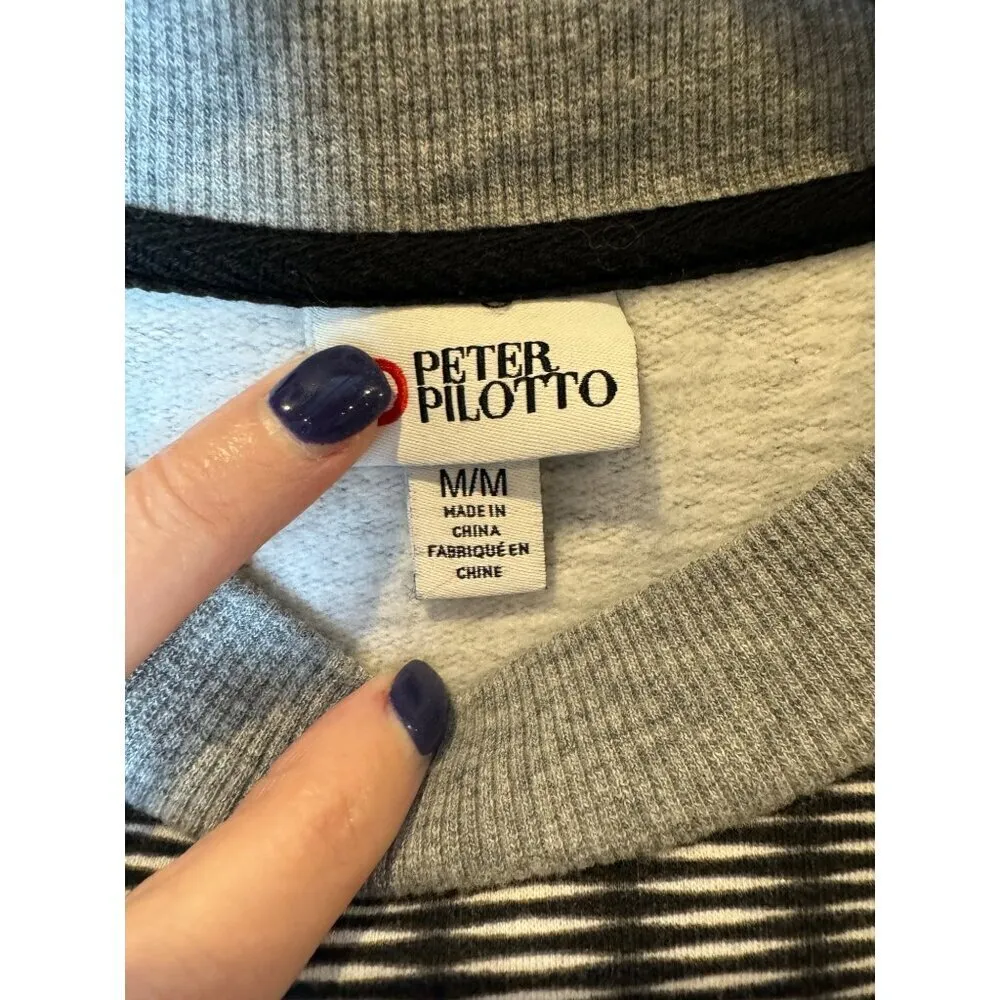 PETER
PILOTTO
M/M
MADE IN
CHINA
FABRIQUÉ EN
CHINE